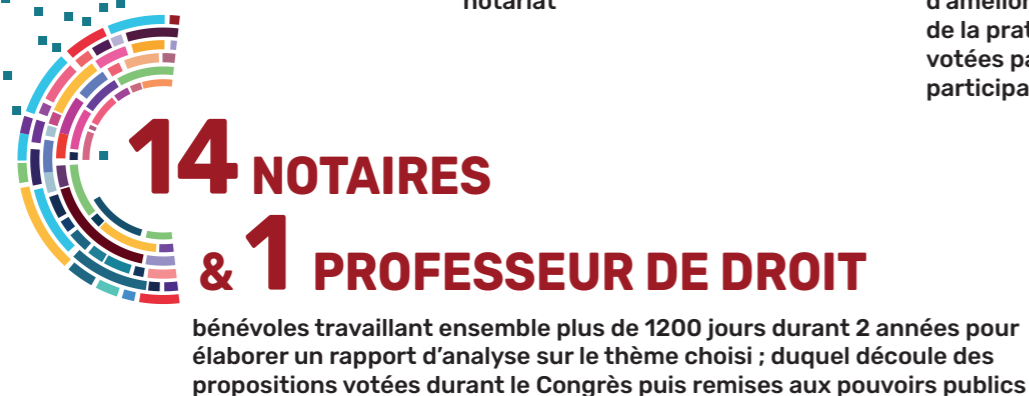 notariat
d'améliora
de la prat
votées pa
participa
14 NOTAIRES
& 1 PROFESSEUR DE DROIT
bénévoles travaillant ensemble plus de 1200 jours durant 2 années pour
élaborer un rapport d'analyse sur le thème choisi ; duquel découle des
propositions votées durant le Congrès puis remises aux pouvoirs publics